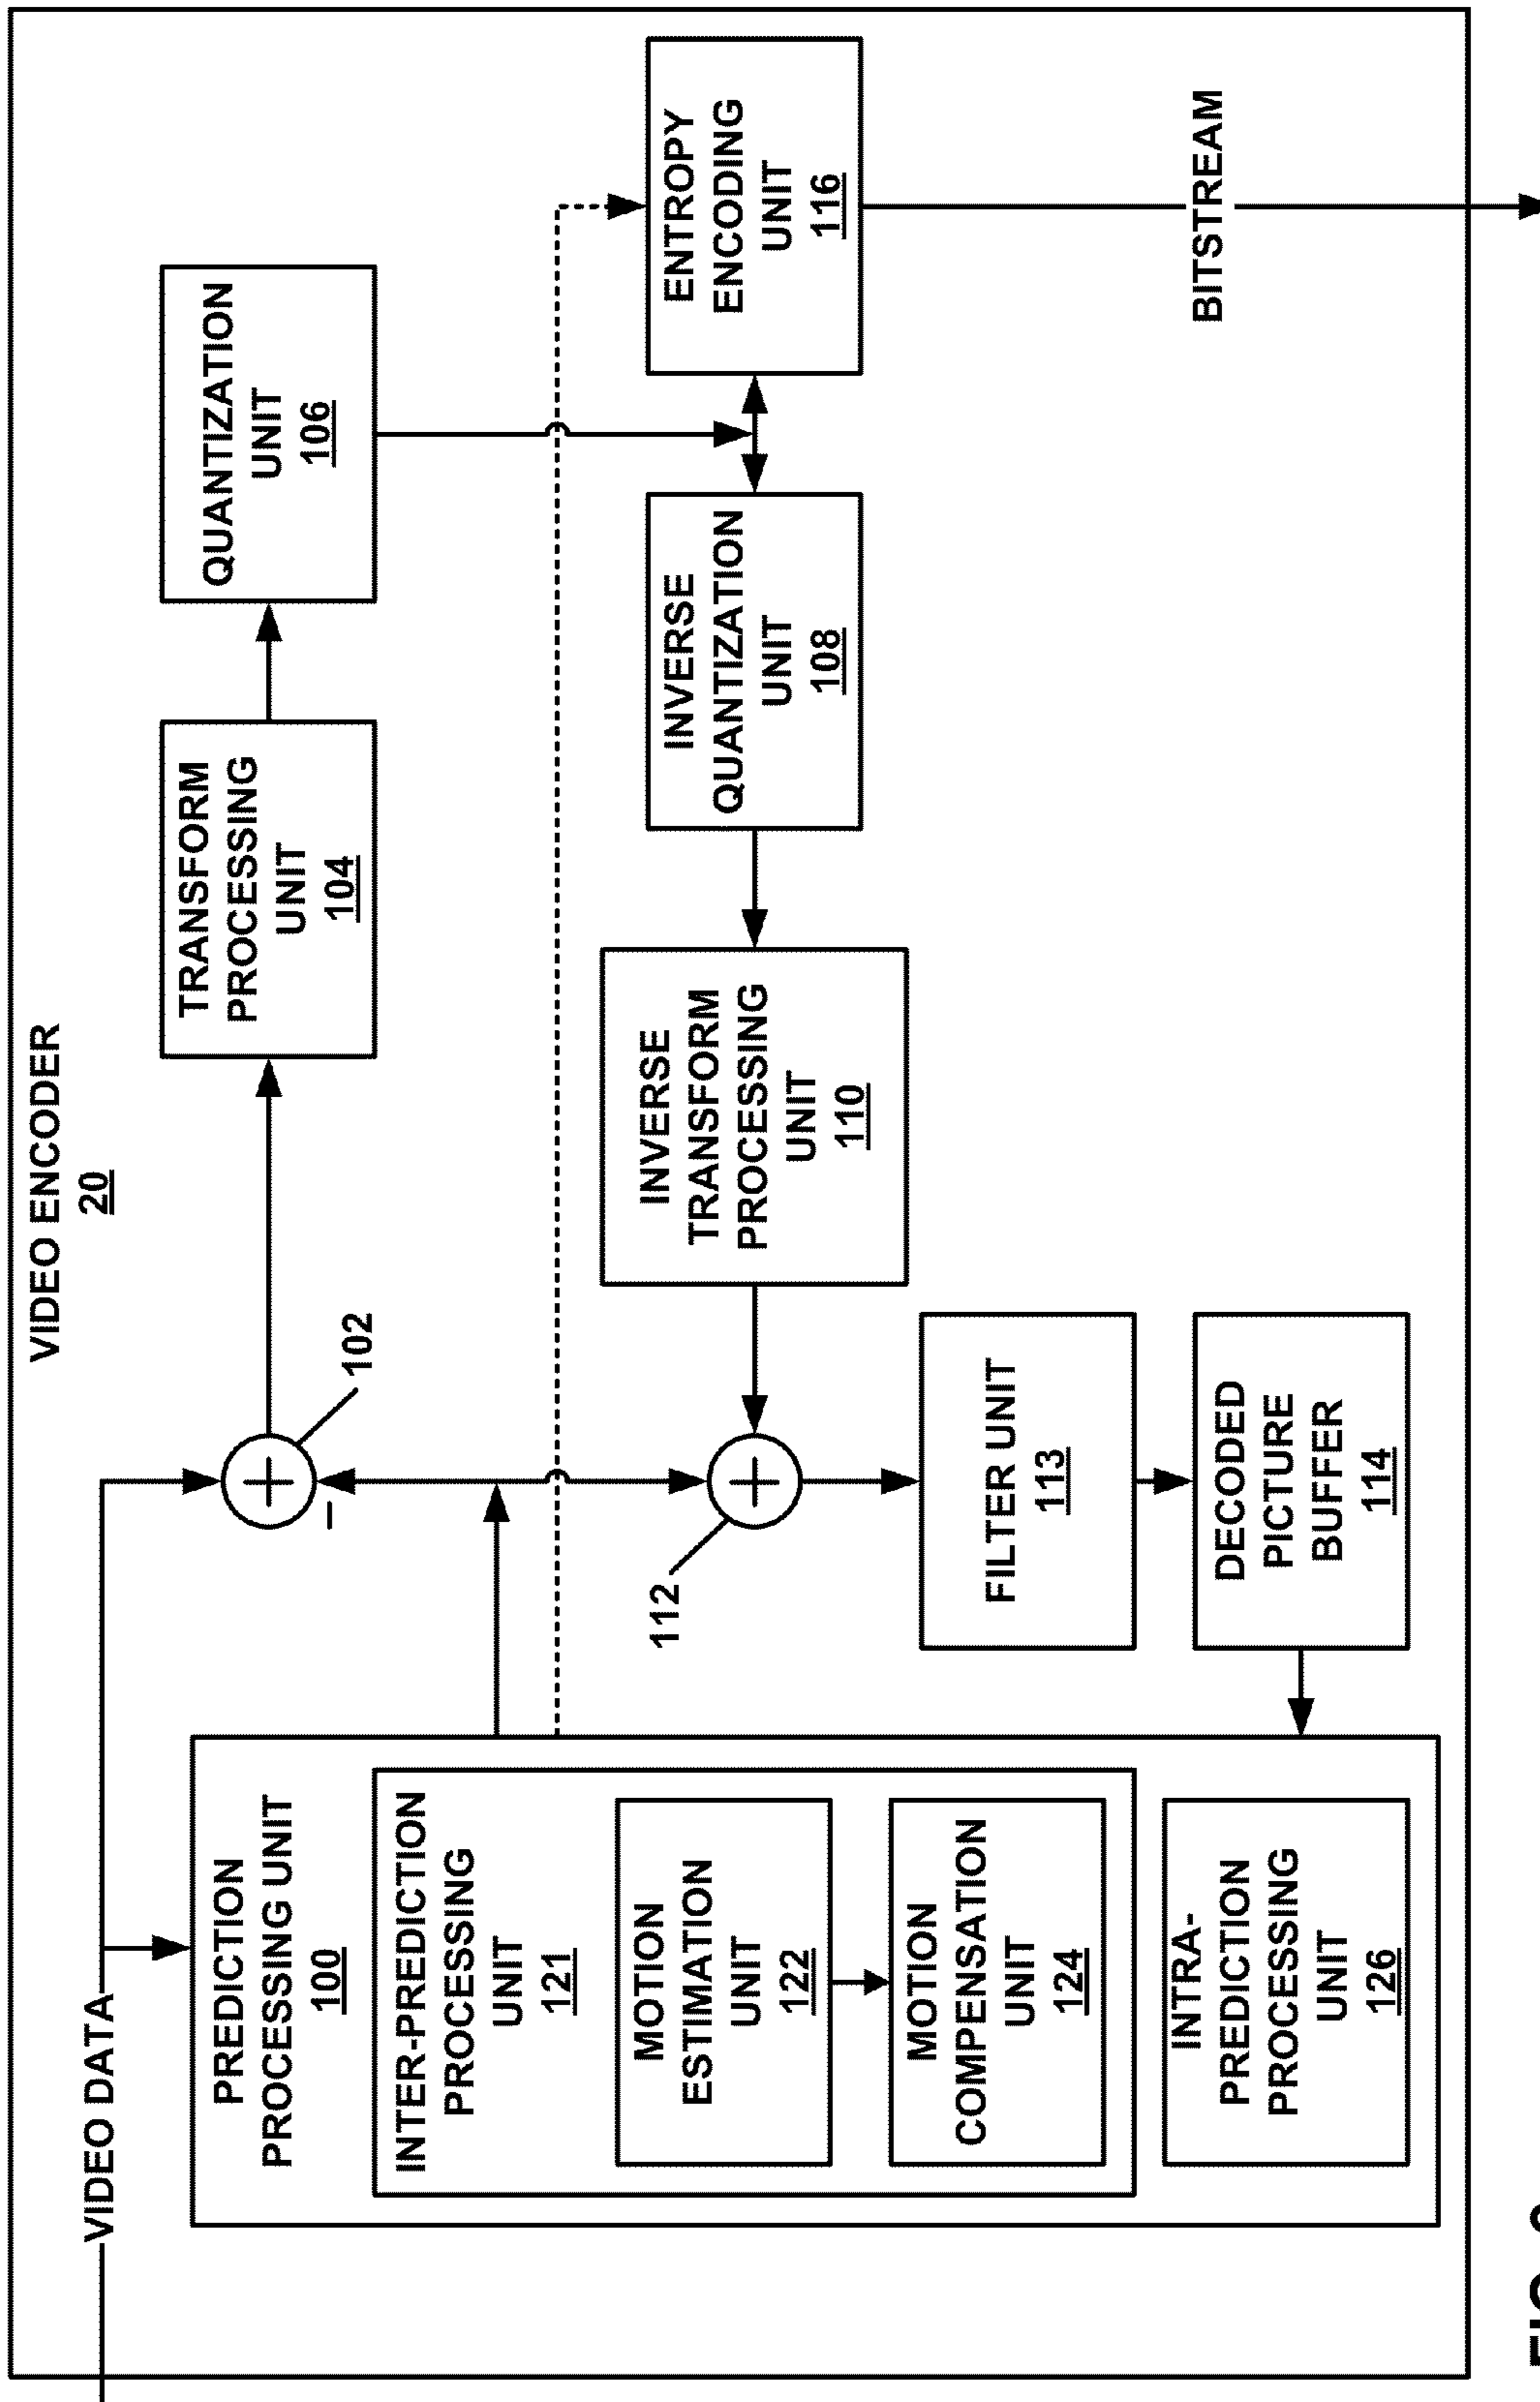 VIDEO ENCODER
20
VIDEO DATA
PREDICTION
PROCESSING UNIT
100
INTER-PREDICTION
PROCESSING
UNIT
121
MOTION
ESTIMATION
UNIT
122
MOTION
COMPENSATION
UNIT
124
INTRA-
PREDICTION
PROCESSING
UNIT
126
102
–
112
TRANSFORM
PROCESSING
UNIT
104
QUANTIZATION
UNIT
106
INVERSE
TRANSFORM
PROCESSING
UNIT
110
INVERSE
QUANTIZATION
UNIT
108
ENTROPY
ENCODING
UNIT
116
FILTER UNIT
113
DECODED
PICTURE
BUFFER
114
BITSTREAM